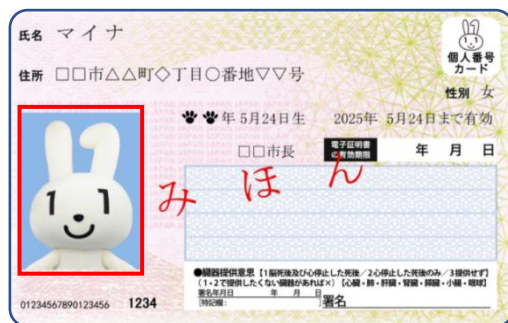 氏名 マイナ
個人番号
カード
住所 □□市△△町◇丁目○番地▽▽号
性別 女
年 5月24日生 2025年 5月24日まで有効
□□市長 電子証明書
の有効期限 年 月 日
みほん
1 1
●臓器提供意思【1脳死後及び心停止した死後/2心停止した死後のみ/3提供せず】
(1・2で提供したくない臓器があれば×)【心臓・肺・肝臓・腎臓・膵臓・小腸・眼球】
署名年月日 年 月 日
[特記欄: ]署名
01234567890123456 1234